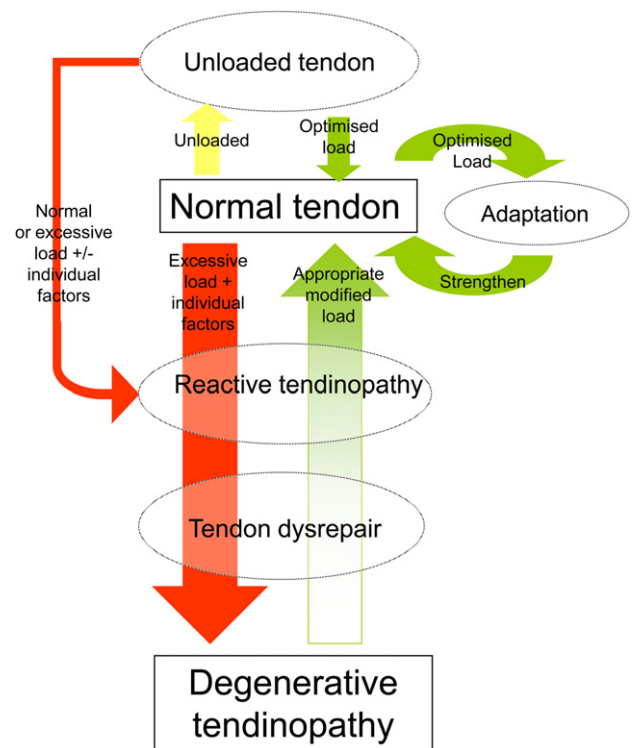 Unloaded tendon
Unloaded
Optimised
load
Optimised
Load
Normal tendon
Adaptation
Normal
or excessive
load +/-
individual
factors
Excessive
load +
individual
factors
Appropriate
modified
load
Strengthen
Reactive tendinopathy
Tendon dysrepair
Degenerative
tendinopathy